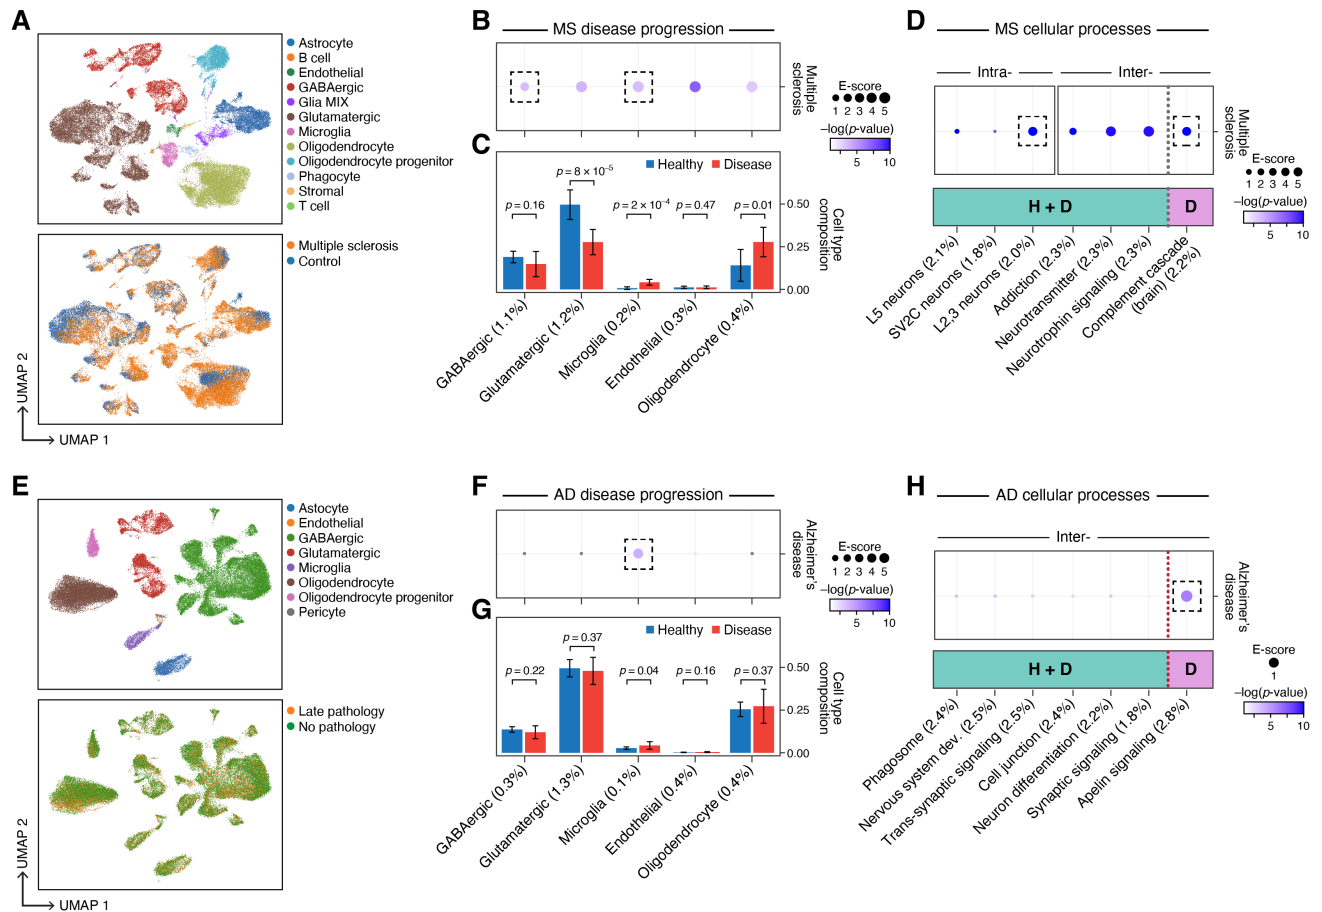 A
Astrocyte
B cell
Endothelial
GABAergic
Glia MIX
Glutamatergic
Microglia
Oligodendrocyte
Oligodendrocyte progenitor
Phagocyte
Stromal
T cell
Multiple sclerosis
Control
UMAP 2
UMAP 1
B
MS disease progression
Multiple
sclerosis
E-score
1 2 3 4 5
−log(p-value)
5 10
C
Healthy Disease
p = 0.16
p = 8 × 10⁻⁵
p = 2 × 10⁻⁴
p = 0.47
p = 0.01
0.50
0.25
0.00
Cell type
composition
GABAergic (1.1%)
Glutamatergic (1.2%)
Microglia (0.2%)
Endothelial (0.3%)
Oligodendrocyte (0.4%)
D
MS cellular processes
Intra-
Inter-
Multiple
sclerosis
E-score
1 2 3 4 5
−log(p-value)
5 10
H + D
D
L5 neurons (2.1%)
SV2C neurons (1.8%)
L2,3 neurons (2.0%)
Addiction (2.3%)
Neurotransmitter (2.3%)
Neurotrophin signaling (2.3%)
Complement cascade
(brain) (2.2%)
E
Astocyte
Endothelial
GABAergic
Glutamatergic
Microglia
Oligodendrocyte
Oligodendrocyte progenitor
Pericyte
Late pathology
No pathology
UMAP 2
UMAP 1
F
AD disease progression
Alzheimer's
disease
E-score
1 2 3 4 5
−log(p-value)
5 10
G
Healthy Disease
p = 0.22
p = 0.37
p = 0.04
p = 0.16
p = 0.37
0.50
0.25
0.00
Cell type
composition
GABAergic (0.3%)
Glutamatergic (1.3%)
Microglia (0.1%)
Endothelial (0.4%)
Oligodendrocyte (0.4%)
H
AD cellular processes
Inter-
Alzheimer's
disease
E-score
1
−log(p-value)
5 10
H + D
D
Phagosome (2.4%)
Nervous system dev. (2.5%)
Trans-synaptic signaling (2.5%)
Cell junction (2.4%)
Neuron differentiation (2.2%)
Synaptic signaling (1.8%)
Apelin signaling (2.8%)